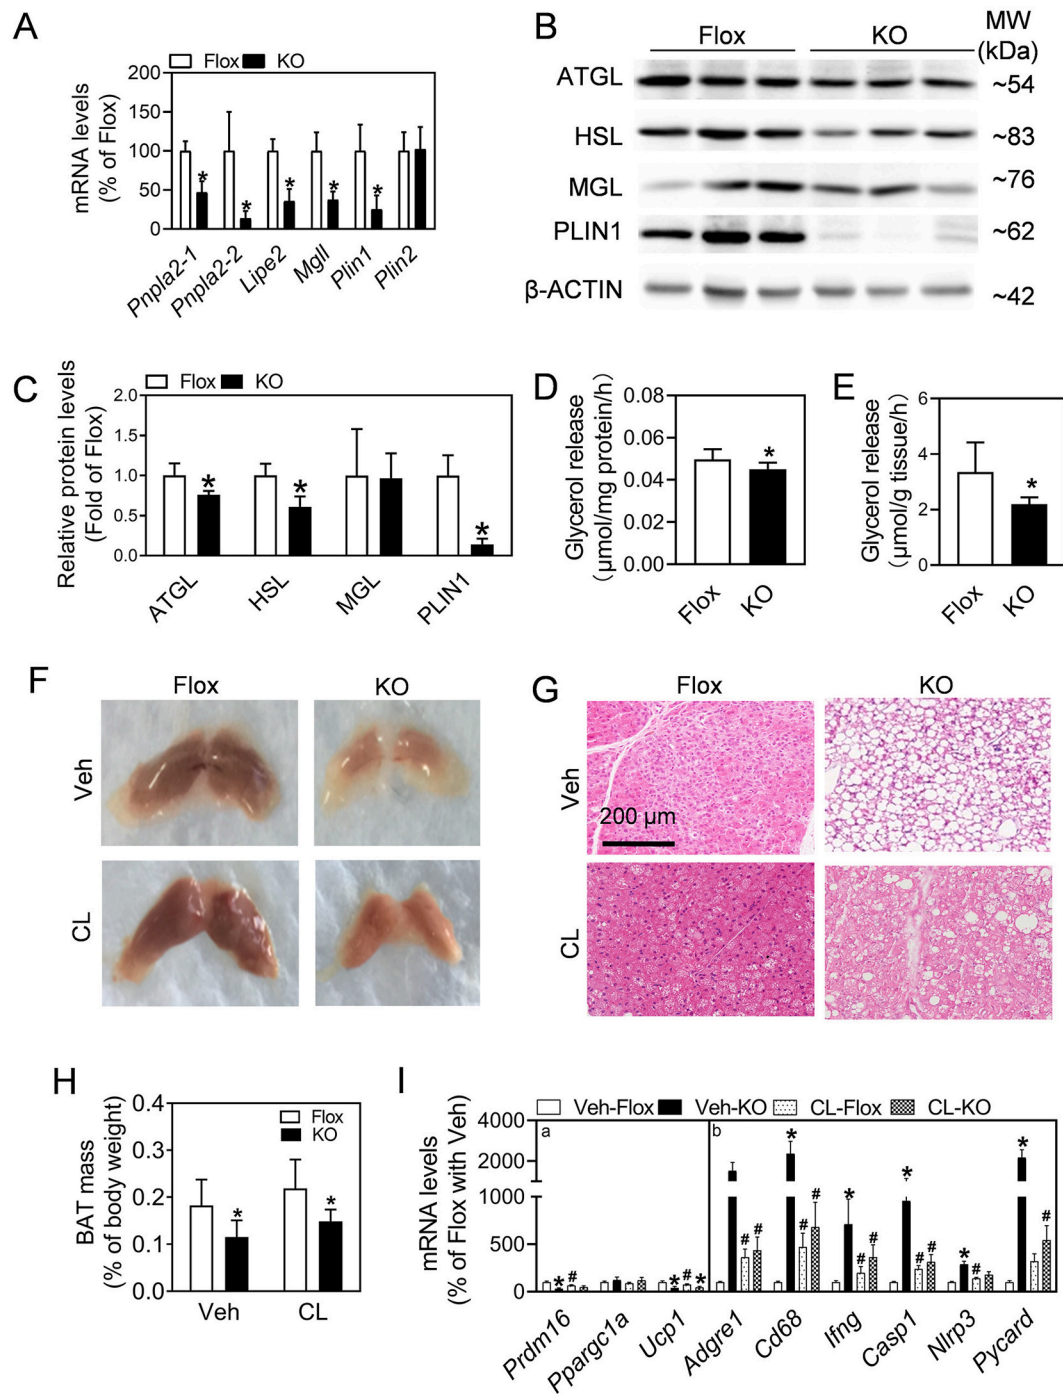 A
Flox KO
mRNA levels
(% of Flox)
200
150
100
50
0
Pnpla2-1
Pnpla2-2
Lipe2
Mgll
Plin1
Plin2
* * * * *
B
Flox KO
MW
(kDa)
ATGL ~54
HSL ~83
MGL ~76
PLIN1 ~62
β-ACTIN ~42
C
Flox KO
Relative protein levels
(Fold of Flox)
2.0
1.5
1.0
0.5
0.0
* * *
ATGL
HSL
MGL
PLIN1
D
Glycerol release
(μmol/mg protein/h)
0.08
0.06
0.04
0.02
0.00
*
Flox
KO
E
Glycerol release
(μmol/g tissue/h)
6
4
2
0
*
Flox
KO
F
Flox KO
Veh
CL
G
Flox KO
Veh
200 μm
CL
H
BAT mass
(% of body weight)
0.4
0.3
0.2
0.1
0.0
Flox
KO
* *
Veh CL
I
Veh-Flox Veh-KO CL-Flox CL-KO
mRNA levels
(% of Flox with Veh)
4000
2000
1000
500
0
a
b
* # * # * # # * # # * # # * # # * # * #
Prdm16
Ppargc1a
Ucp1
Adgre1
Cd68
Ifng
Casp1
Nlrp3
Pycard